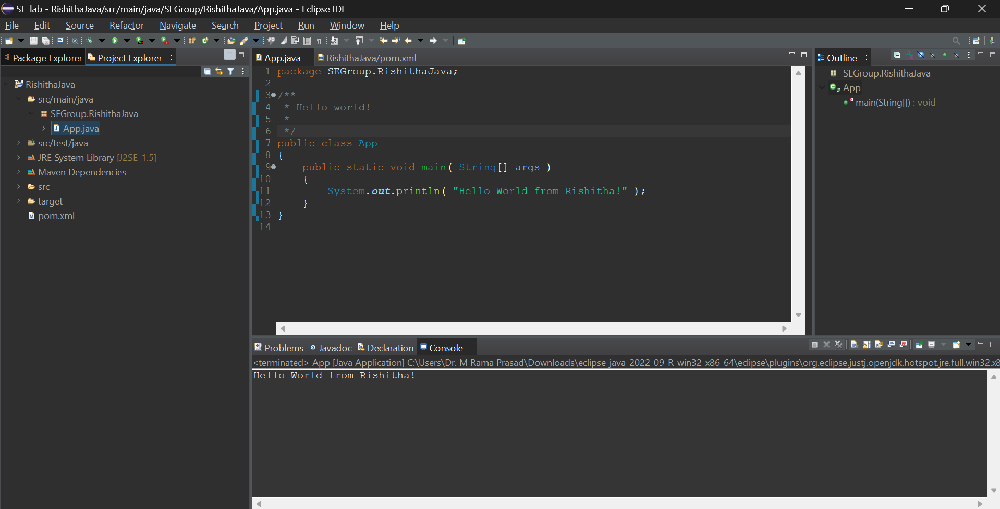 SE_lab - RishithaJava/src/main/java/SEGroup/RishithaJava/App.java - Eclipse IDE
File Edit Source Refactor Navigate Search Project Run Window Help
Package Explorer Project Explorer
RishithaJava
src/main/java
SEGroup.RishithaJava
App.java
src/test/java
JRE System Library [J2SE-1.5]
Maven Dependencies
src
target
pom.xml
App.java RishithaJava/pom.xml
1 package SEGroup.RishithaJava;
2
3 /**
4  * Hello world!
5  *
6  */
7 public class App
8 {
9     public static void main( String[] args )
10     {
11         System.out.println( "Hello World from Rishitha!" );
12     }
13 }
14
Outline
SEGroup.RishithaJava
App
main(String[]) : void
Problems Javadoc Declaration Console
<terminated> App [Java Application] C:\Users\Dr. M Rama Prasad\Downloads\eclipse-java-2022-09-R-win32-x86_64\eclipse\plugins\org.eclipse.justj.openjdk.hotspot.jre.full.win32.x8
Hello World from Rishitha!